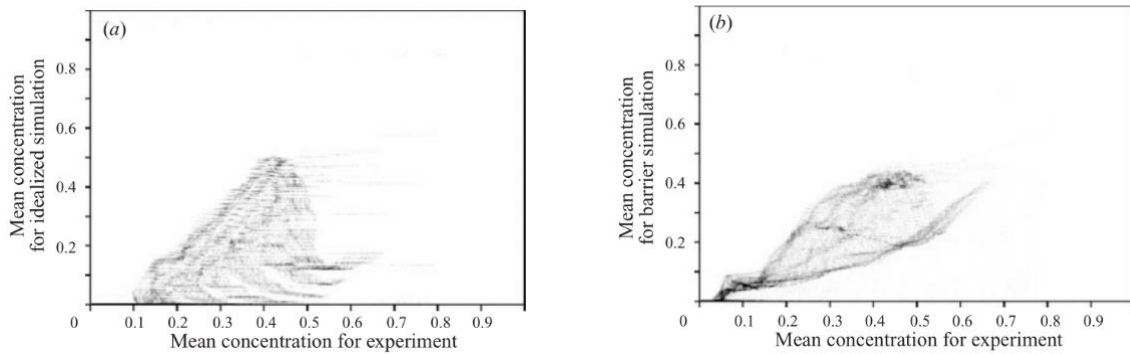 (a)
0.8
0.6
0.4
0.2
0
0.1 0.2 0.3 0.4 0.5 0.6 0.7 0.8 0.9
Mean concentration
for idealized simulation
Mean concentration for experiment
(b)
0.8
0.6
0.4
0.2
0
0.1 0.2 0.3 0.4 0.5 0.6 0.7 0.8 0.9
Mean concentration
for barrier simulation
Mean concentration for experiment